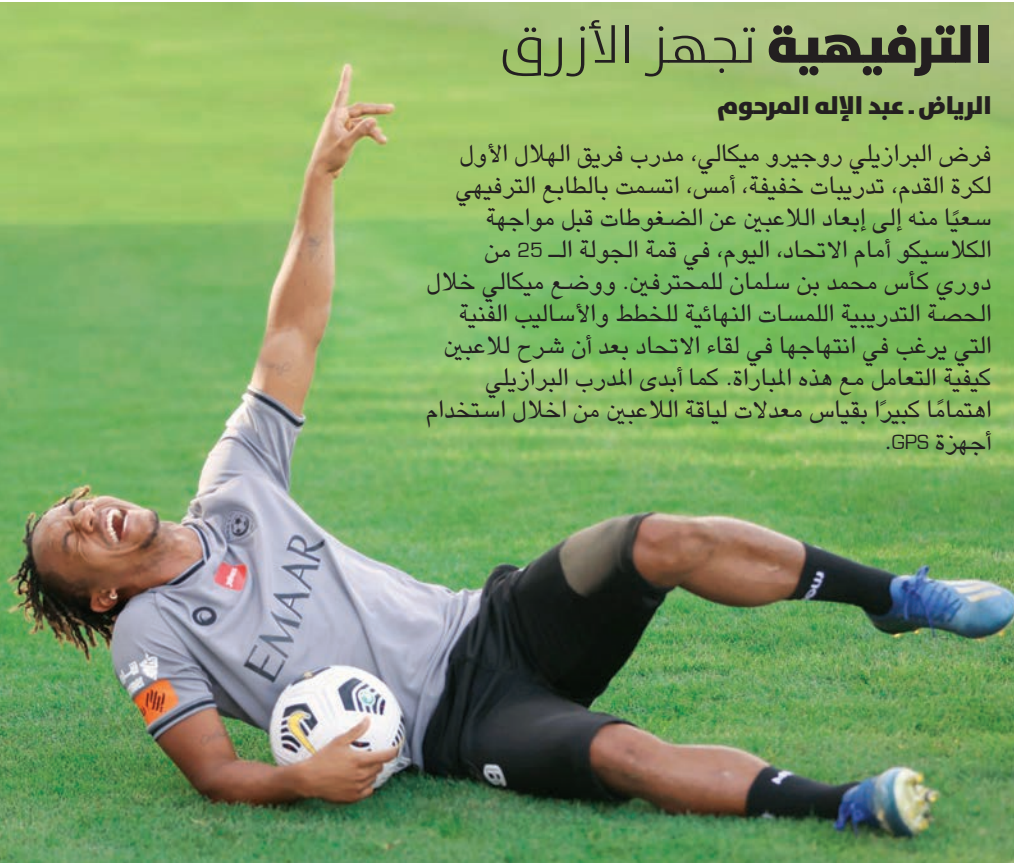 الترفيهية تجهز الأزرق
الرياض. عبد الإله المرحوم
فرض البرازيلي روجيرو ميكالي، مدرب فريق الهلال الأول
لكرة القدم، تدريبات خفيفة، أمس، اتسمت بالطابع الترفيهي
سعيًا منه إلى إبعاد اللاعبين عن الضغوطات قبل مواجهة
الكلاسيكو أمام الاتحاد، اليوم، في قمة الجولة الــ 25 من
دوري كأس محمد بن سلمان للمحترفين. ووضع ميكالي خلال
الحصة التدريبية اللمسات النهائية للخطط والأساليب الفنية
التي يرغب في انتهاجها في لقاء الاتحاد بعد أن شرح للاعبين
كيفية التعامل مع هذه المباراة. كما أبدى المدرب البرازيلي
اهتمامًا كبيرًا بقياس معدلات لياقة اللاعبين من اخلال استخدام
أجهزة GPS.
EMAAR